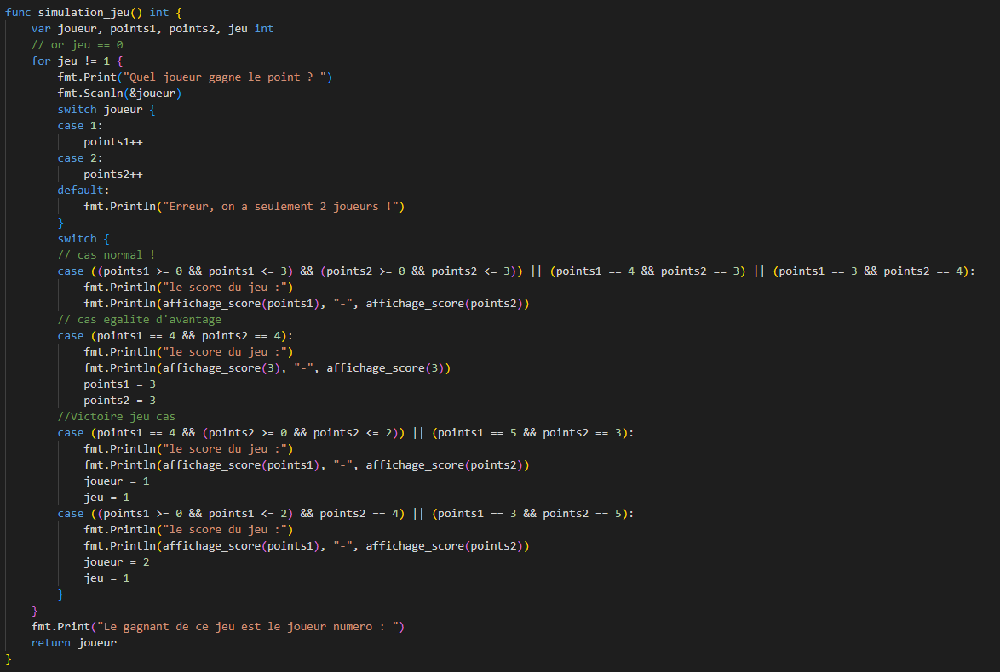 func simulation_jeu() int {
    var joueur, points1, points2, jeu int
    // or jeu == 0
    for jeu != 1 {
        fmt.Print("Quel joueur gagne le point ? ")
        fmt.Scanln(&joueur)
        switch joueur {
        case 1:
            points1++
        case 2:
            points2++
        default:
            fmt.Println("Erreur, on a seulement 2 joueurs !")
        }
        switch {
        // cas normal !
        case ((points1 >= 0 && points1 <= 3) && (points2 >= 0 && points2 <= 3)) || (points1 == 4 && points2 == 3) || (points1 == 3 && points2 == 4):
            fmt.Println("le score du jeu :")
            fmt.Println(affichage_score(points1), "-", affichage_score(points2))
        // cas egalite d'avantage
        case (points1 == 4 && points2 == 4):
            fmt.Println("le score du jeu :")
            fmt.Println(affichage_score(3), "-", affichage_score(3))
            points1 = 3
            points2 = 3
        //Victoire jeu cas
        case (points1 == 4 && (points2 >= 0 && points2 <= 2)) || (points1 == 5 && points2 == 3):
            fmt.Println("le score du jeu :")
            fmt.Println(affichage_score(points1), "-", affichage_score(points2))
            joueur = 1
            jeu = 1
        case ((points1 >= 0 && points1 <= 2) && points2 == 4) || (points1 == 3 && points2 == 5):
            fmt.Println("le score du jeu :")
            fmt.Println(affichage_score(points1), "-", affichage_score(points2))
            joueur = 2
            jeu = 1
        }
    }
    fmt.Print("Le gagnant de ce jeu est le joueur numero : ")
    return joueur
}